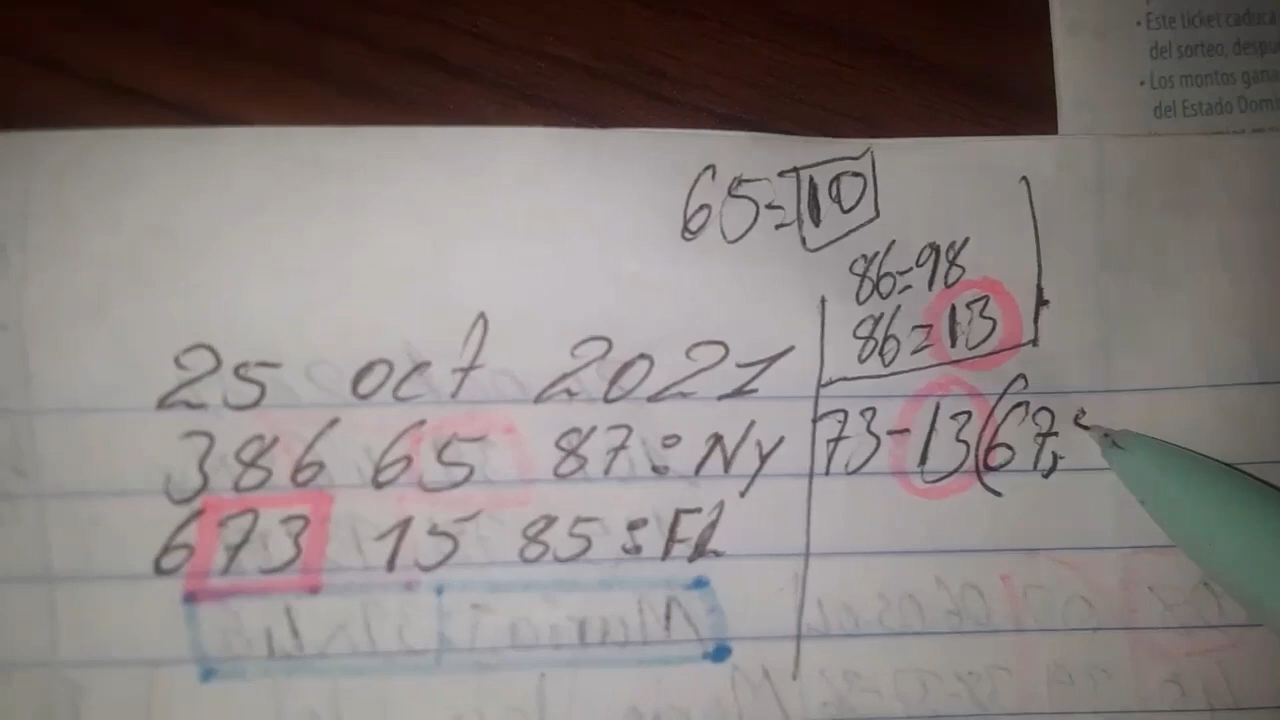 • Este ticket caduca
del sorteo, despu
• Los montos gana
del Estado Domi
65=10
86=98
86=13
25 oct 2021
386 65 87:Ny
73-13(67,
673 15 85:FL